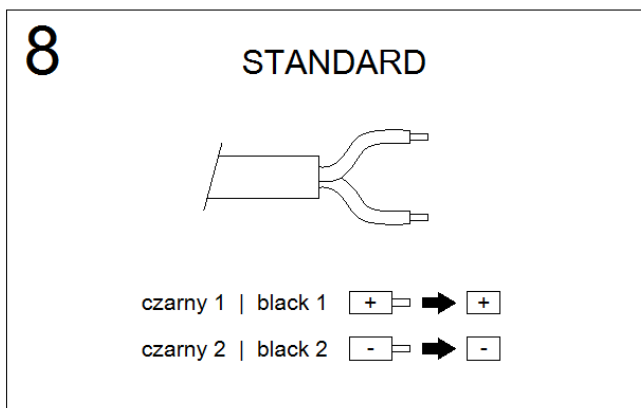 8
STANDARD
czarny 1 | black 1 + +
czarny 2 | black 2 - -